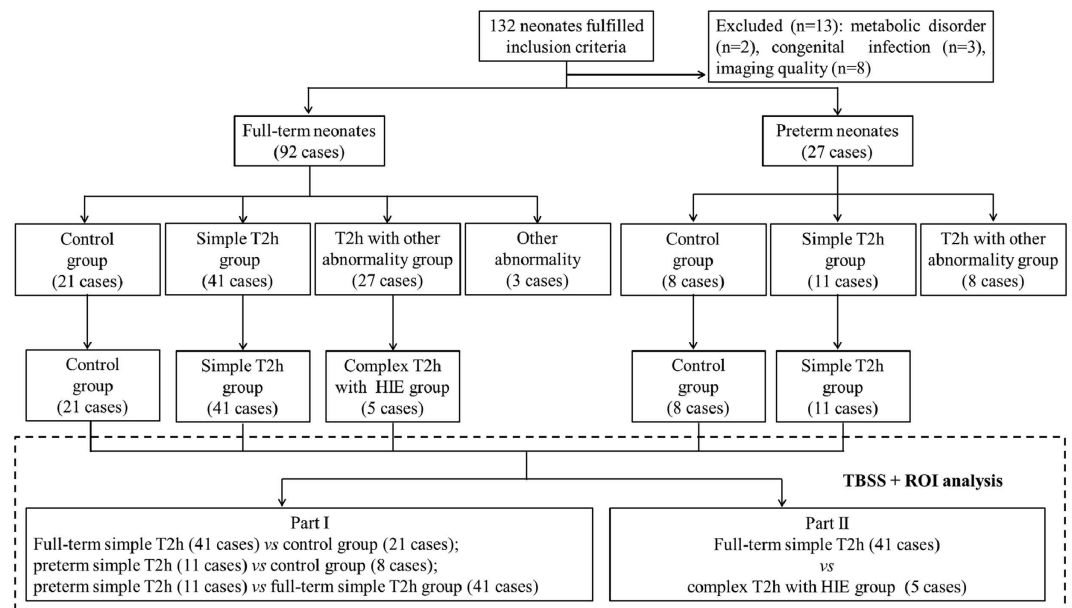 132 neonates fulfilled
inclusion criteria
Excluded (n=13): metabolic disorder
(n=2), congenital infection (n=3),
imaging quality (n=8)
Full-term neonates
(92 cases)
Preterm neonates
(27 cases)
Control
group
(21 cases)
Simple T2h
group
(41 cases)
T2h with other
abnormality group
(27 cases)
Other
abnormality
(3 cases)
Control
group
(8 cases)
Simple T2h
group
(11 cases)
T2h with other
abnormality group
(8 cases)
Control
group
(21 cases)
Simple T2h
group
(41 cases)
Complex T2h
with HIE group
(5 cases)
Control
group
(8 cases)
Simple T2h
group
(11 cases)
TBSS + ROI analysis
Part I
Full-term simple T2h (41 cases) vs control group (21 cases);
preterm simple T2h (11 cases) vs control group (8 cases);
preterm simple T2h (11 cases) vs full-term simple T2h group (41 cases)
Part II
Full-term simple T2h (41 cases)
vs
complex T2h with HIE group (5 cases)